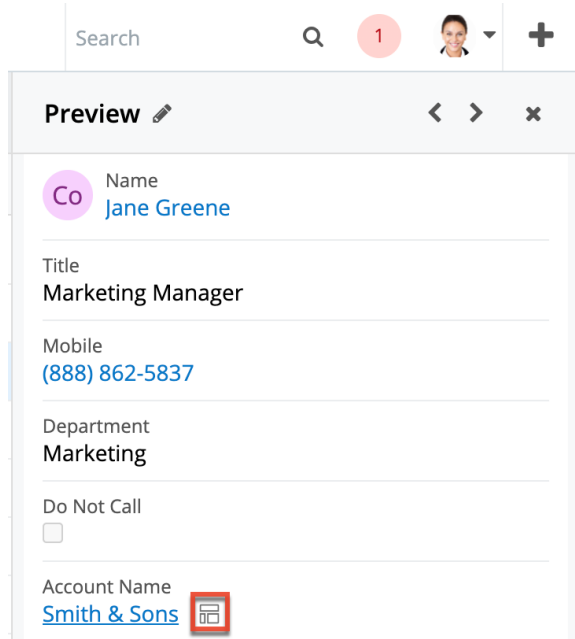 Search
1
Preview
Co
Name
Jane Greene
Title
Marketing Manager
Mobile
(888) 862-5837
Department
Marketing
Do Not Call
Account Name
Smith & Sons